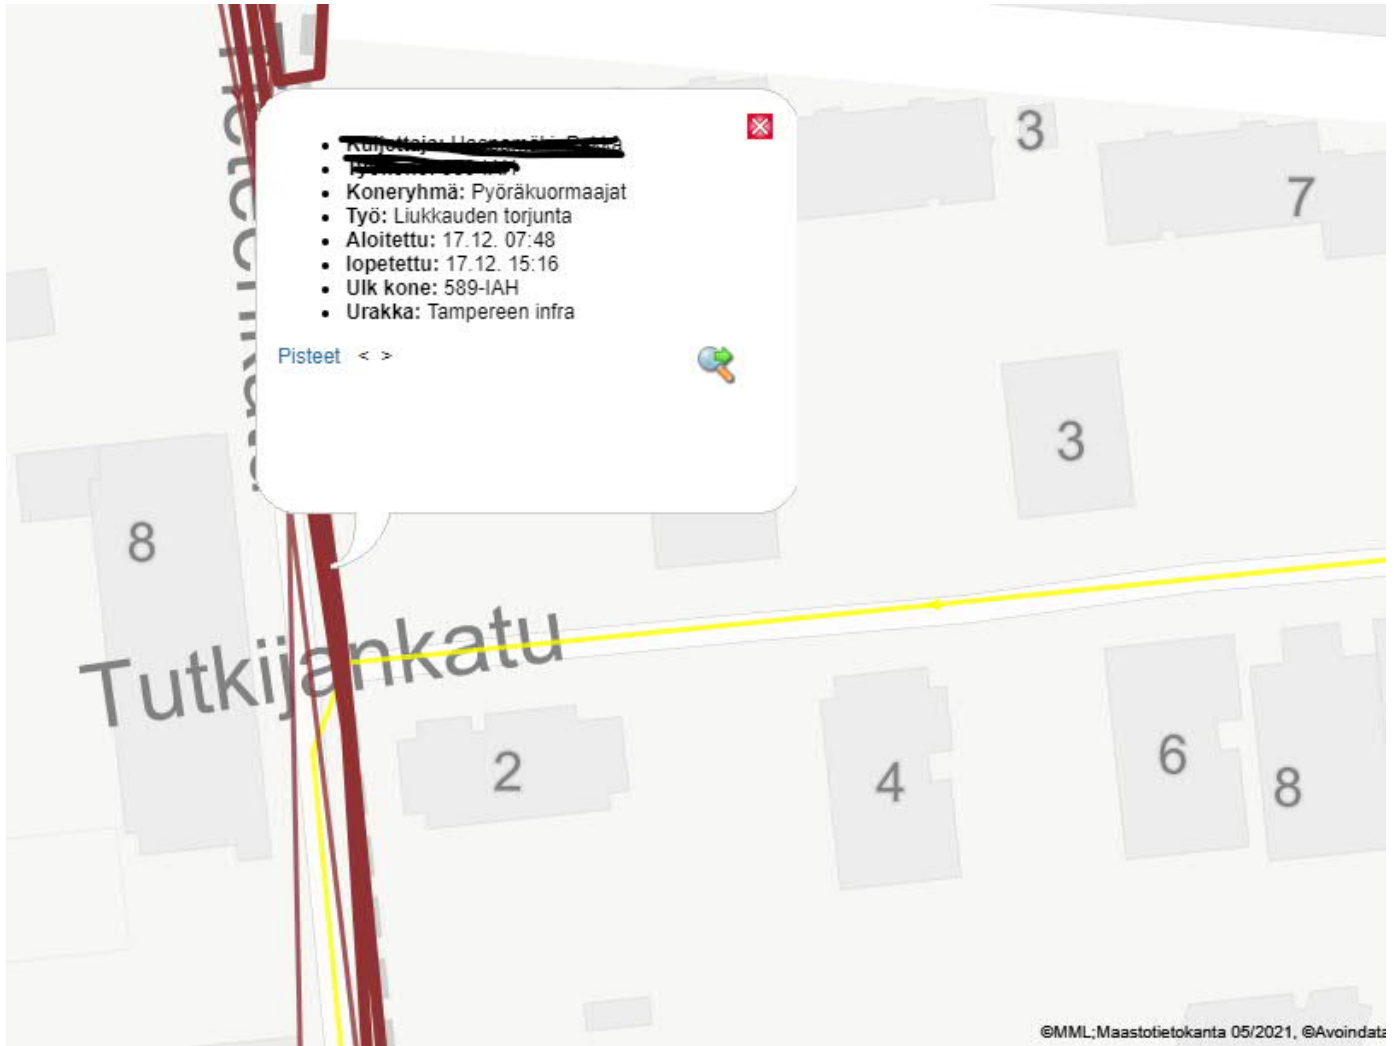 3
7
Koneryhmä: Pyöräkuormaajat
Työ: Liukkauden torjunta
Aloitettu: 17.12. 07:48
lopetettu: 17.12. 15:16
Ulk kone: 589-IAH
Urakka: Tampereen infra
Pisteet < >
3
8
Tutkijankatu
2
4
6
8
©MML;Maastotietokanta 05/2021, ©Avoindata